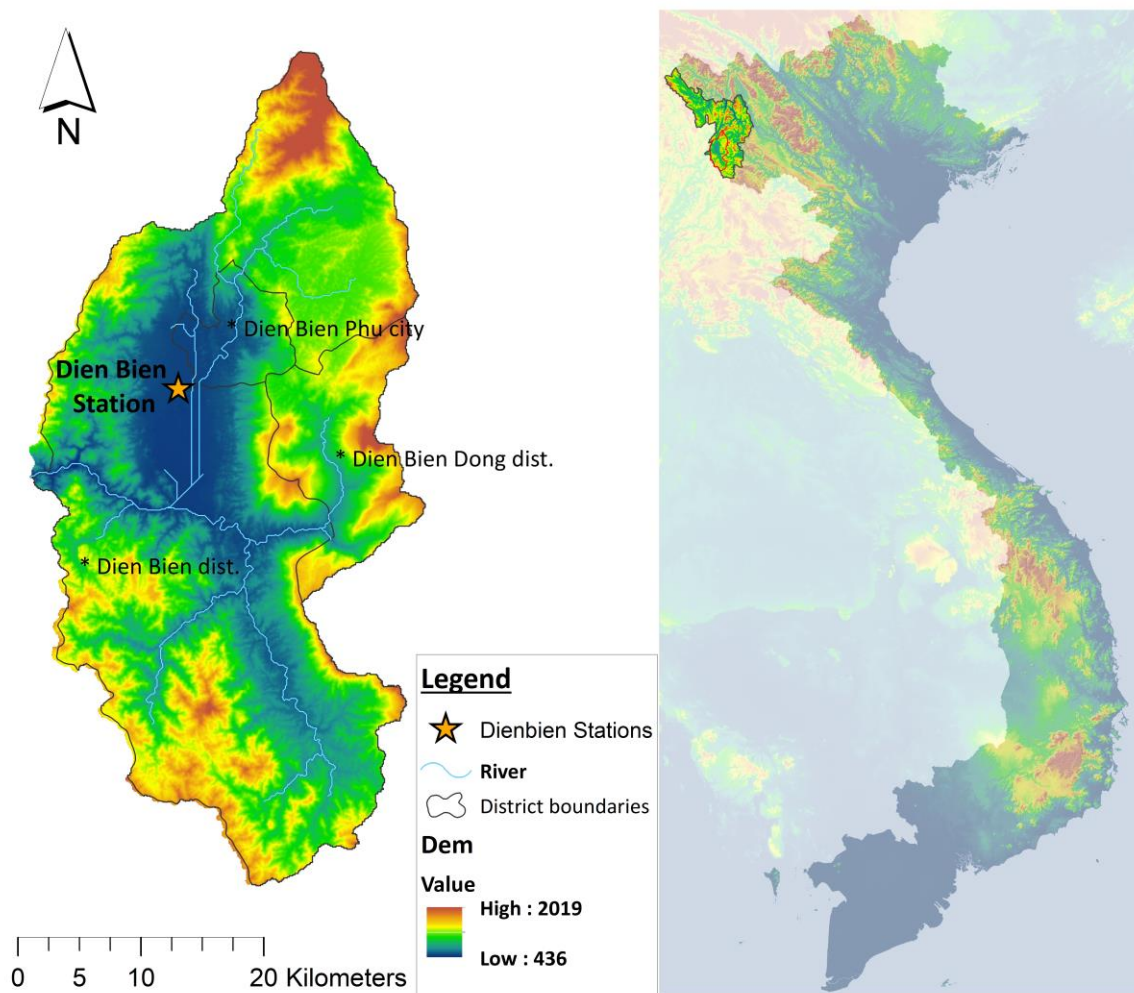 N
* Dien Bien Phu city
Dien Bien
Station
* Dien Bien Dong dist.
* Dien Bien dist.
Legend
Dienbien Stations
River
District boundaries
Dem
Value
High : 2019
Low : 436
0 5 10 20 Kilometers